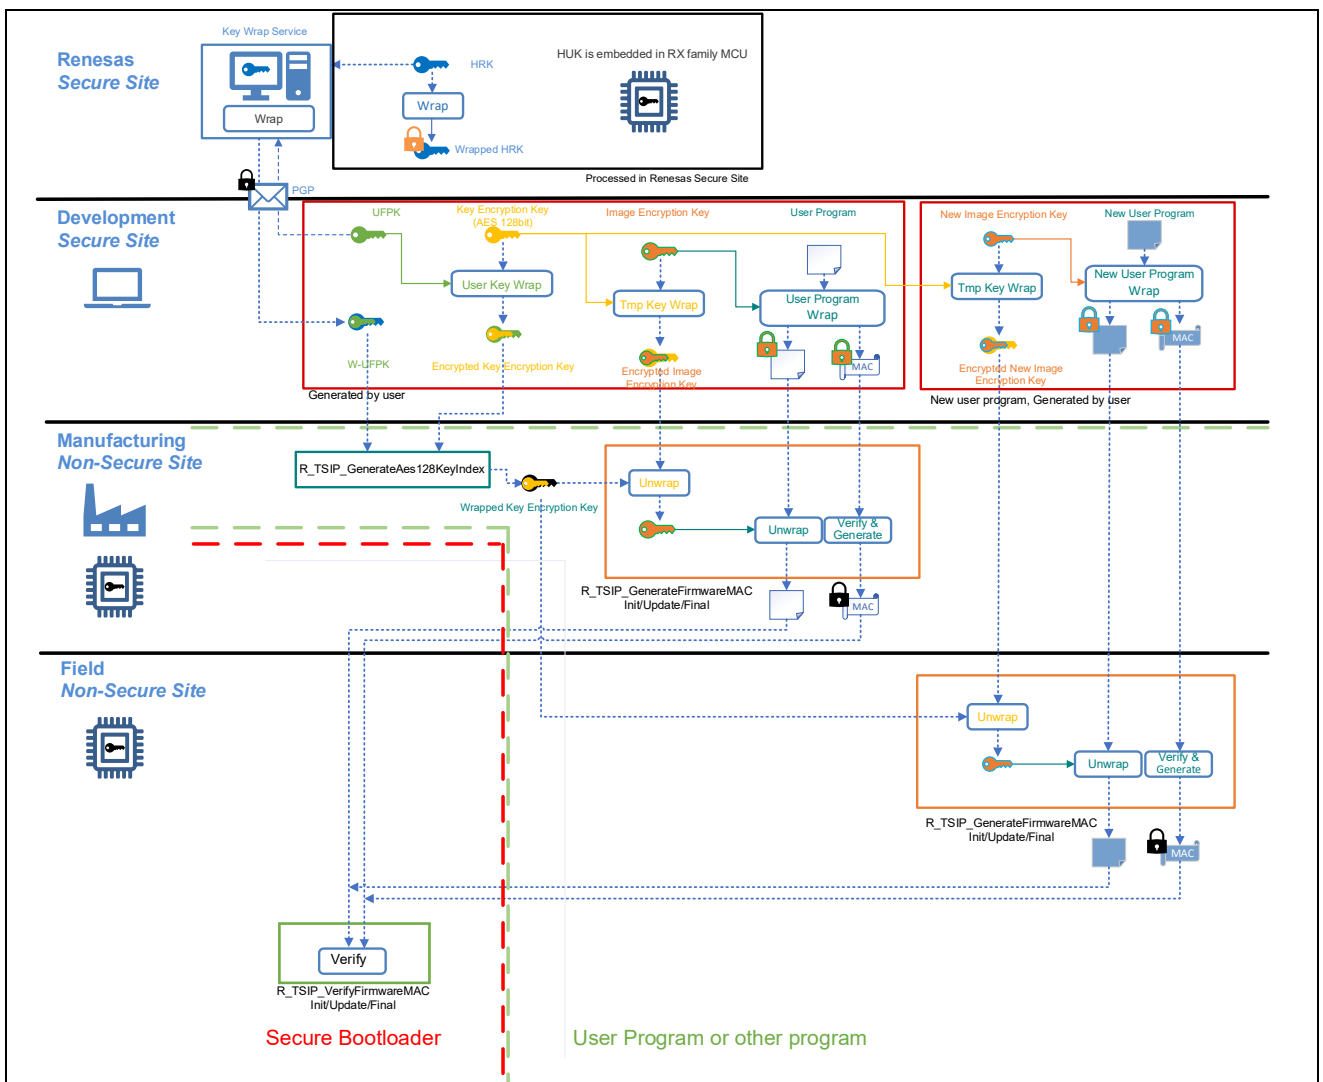 Key Wrap Service
Renesas
Secure Site
Wrap
HRK
Wrap
Wrapped HRK
HUK is embedded in RX family MCU
Processed in Renesas Secure Site
PGP
Development
Secure Site
UFPK
Key Encryption Key
(AES 128bit)
Image Encryption Key
User Program
New Image Encryption Key
New User Program
User Key Wrap
Tmp Key Wrap
User Program
Wrap
Tmp Key Wrap
New User Program
Wrap
W-UFPK
Encrypted Key Encryption Key
Encrypted Image
Encryption Key
MAC
Encrypted New Image
Encryption Key
MAC
Generated by user
New user program, Generated by user
Manufacturing
Non-Secure Site
R_TSIP_GenerateAes128KeyIndex
Wrapped Key Encryption Key
Unwrap
Unwrap
Verify &
Generate
R_TSIP_GenerateFirmwareMAC
Init/Update/Final
MAC
Field
Non-Secure Site
Unwrap
Unwrap
Verify &
Generate
R_TSIP_GenerateFirmwareMAC
Init/Update/Final
MAC
Verify
R_TSIP_VerifyFirmwareMAC
Init/Update/Final
Secure Bootloader
User Program or other program